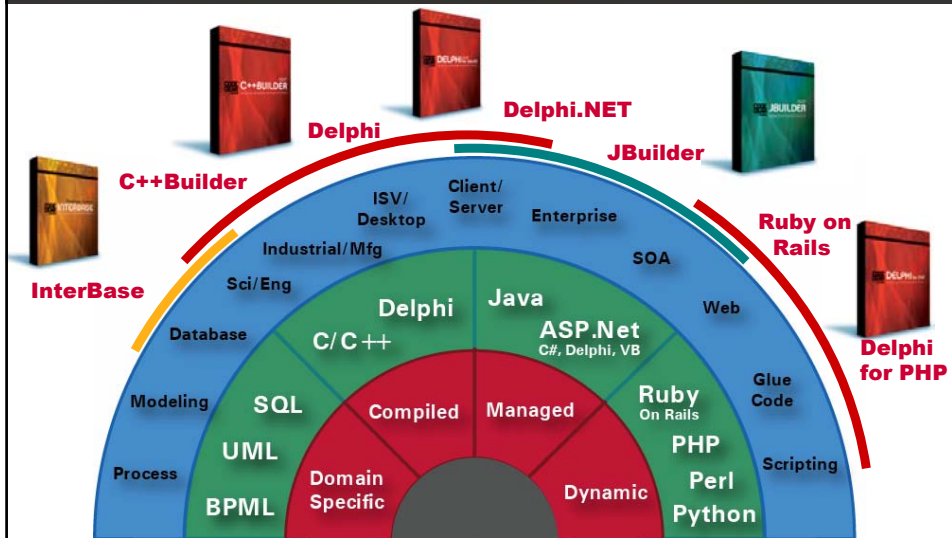 C++BUILDER
DELPHI
JBUILDER
INTERBASE
DELPHI
Delphi.NET
Delphi
JBuilder
C++Builder
Ruby on
Rails
InterBase
Delphi
for PHP
Process
Modeling
Database
Sci/Eng
Industrial/Mfg
ISV/
Desktop
Client/
Server
Enterprise
SOA
Web
Glue
Code
Scripting
BPML
UML
SQL
C/C++
Delphi
Java
ASP.Net
C#, Delphi, VB
Ruby
On Rails
PHP
Perl
Python
Domain
Specific
Compiled
Managed
Dynamic